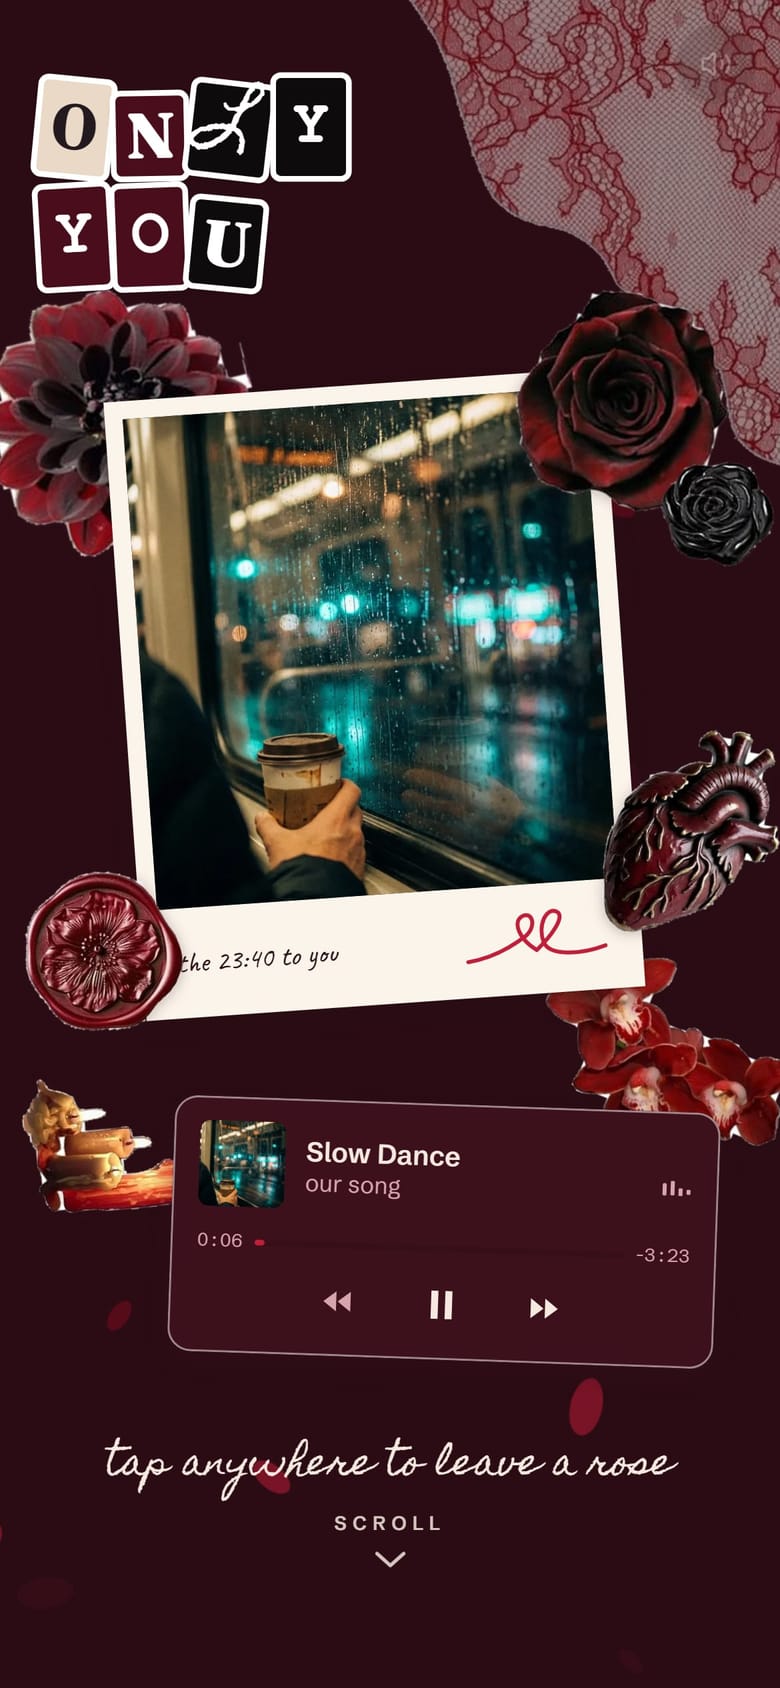 ONLY
YOU
the 23:40 to you
Slow Dance
our song
0:06
-3:23
tap anywhere to leave a rose
SCROLL